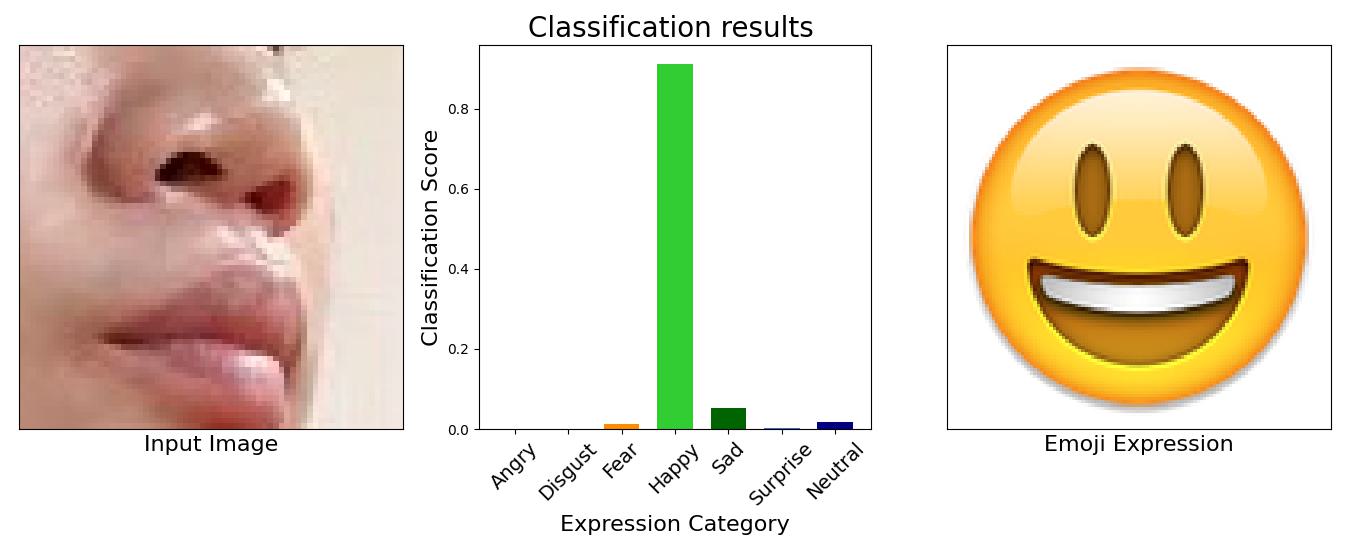 Classification results
Classification Score
0.8
0.6
0.4
0.2
0.0
Angry
Disgust
Fear
Happy
Sad
Surprise
Neutral
Expression Category
Input Image
Emoji Expression